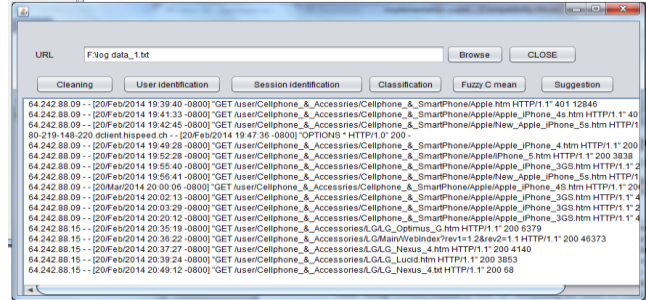 URL F:\log data_1.txt Browse CLOSE
Cleaning User identification Session identification Classification Fuzzy C mean Suggestion
64.242.88.09 - - [20/Feb/2014 19:39:40 -0800] "GET /user/Cellphone_&_Accessries/Cellphone_&_SmartPhone/Apple.htm HTTP/1.1" 401 12846
64.242.88.09 - - [20/Feb/2014 19:41:33 -0800] "GET /user/Cellphone_&_Accessries/Cellphone_&_SmartPhone/Apple/Apple_iPhone_4s.htm HTTP/1.1" 40
64.242.88.09 - - [20/Feb/2014 19:42:45 -0800] "GET /user/Cellphone_&_Accessries/Cellphone_&_SmartPhone/Apple/New_Apple_iPhone_5s.htm HTTP/1
80-219-148-220.dclient.hispeed.ch - - [20/Feb/2014 19:47:36 -0800] "OPTIONS * HTTP/1.0" 200 -
64.242.88.09 - - [20/Feb/2014 19:49:28 -0800] "GET /user/Cellphone_&_Accessries/Cellphone_&_SmartPhone/Apple/Apple_iPhone_4.htm HTTP/1.1" 200
64.242.88.09 - - [20/Feb/2014 19:52:28 -0800] "GET /user/Cellphone_&_Accessries/Cellphone_&_SmartPhone/Apple/iPhone_5.htm HTTP/1.1" 200 3838
64.242.88.09 - - [20/Feb/2014 19:55:40 -0800] "GET /user/Cellphone_&_Accessries/Cellphone_&_SmartPhone/Apple/Apple_iPhone_3GS.htm HTTP/1.1" 2
64.242.88.09 - - [20/Feb/2014 19:56:41 -0800] "GET /user/Cellphone_&_Accessries/Cellphone_&_SmartPhone/Apple/New_Apple_iPhone_5s.htm HTTP/1
64.242.88.09 - - [20/Mar/2014 20:00:06 -0800] "GET /user/Cellphone_&_Accessries/Cellphone_&_SmartPhone/Apple/Apple_iPhone_4S.htm HTTP/1.1" 20
64.242.88.09 - - [20/Feb/2014 20:02:13 -0800] "GET /user/Cellphone_&_Accessries/Cellphone_&_SmartPhone/Apple/Apple_iPhone_3GS.htm HTTP/1.1" 4
64.242.88.09 - - [20/Feb/2014 20:03:29 -0800] "GET /user/Cellphone_&_Accessries/Cellphone_&_SmartPhone/Apple/Apple_iPhone_3GS.htm HTTP/1.1" 2
64.242.88.09 - - [20/Feb/2014 20:20:12 -0800] "GET /user/Cellphone_&_Accessries/Cellphone_&_SmartPhone/Apple/Apple_iPhone_3GS.htm HTTP/1.1" 4
64.242.88.15 - - [20/Feb/2014 20:35:19 -0800] "GET /user/Cellphone_&_Accessories/LG/LG_Optimus_G.htm HTTP/1.1" 200 6379
64.242.88.15 - - [20/Feb/2014 20:36:22 -0800] "GET /user/Cellphone_&_Accessories/LG/Main/WebIndex?rev1=1.2&rev2=1.1 HTTP/1.1" 200 46373
64.242.88.15 - - [20/Feb/2014 20:37:27 -0800] "GET /user/Cellphone_&_Accessories/LG/LG_Nexus_4.htm HTTP/1.1" 200 4140
64.242.88.15 - - [20/Feb/2014 20:39:24 -0800] "GET /user/Cellphone_&_Accessories/LG/LG_Lucid.htm HTTP/1.1" 200 3853
64.242.88.15 - - [20/Feb/2014 20:49:12 -0800] "GET /user/Cellphone_&_Accessories/LG/LG_Nexus_4.txt HTTP/1.1" 200 68